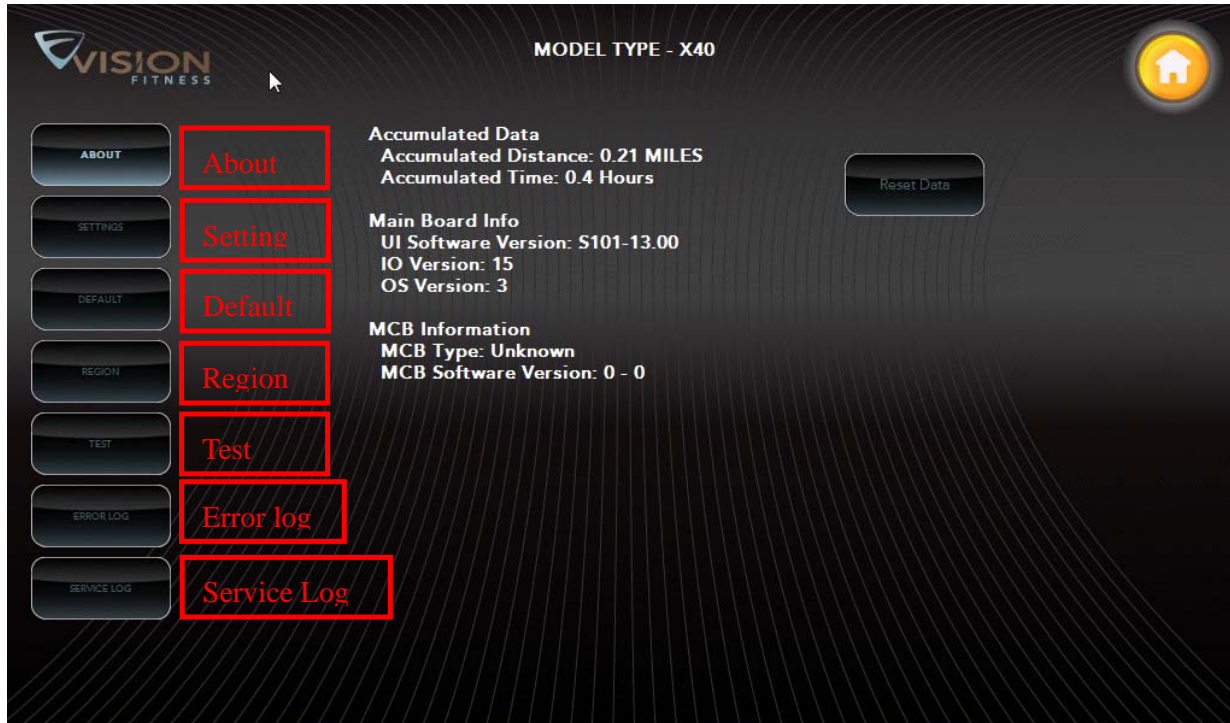 VISION
FITNESS
MODEL TYPE - X40
ABOUT
About
SETTINGS
Setting
DEFAULT
Default
REGION
Region
TEST
Test
ERROR LOG
Error log
SERVICE LOG
Service Log
Accumulated Data
Accumulated Distance: 0.21 MILES
Accumulated Time: 0.4 Hours
Main Board Info
UI Software Version: S101-13.00
IO Version: 15
OS Version: 3
MCB Information
MCB Type: Unknown
MCB Software Version: 0 - 0
Reset Data